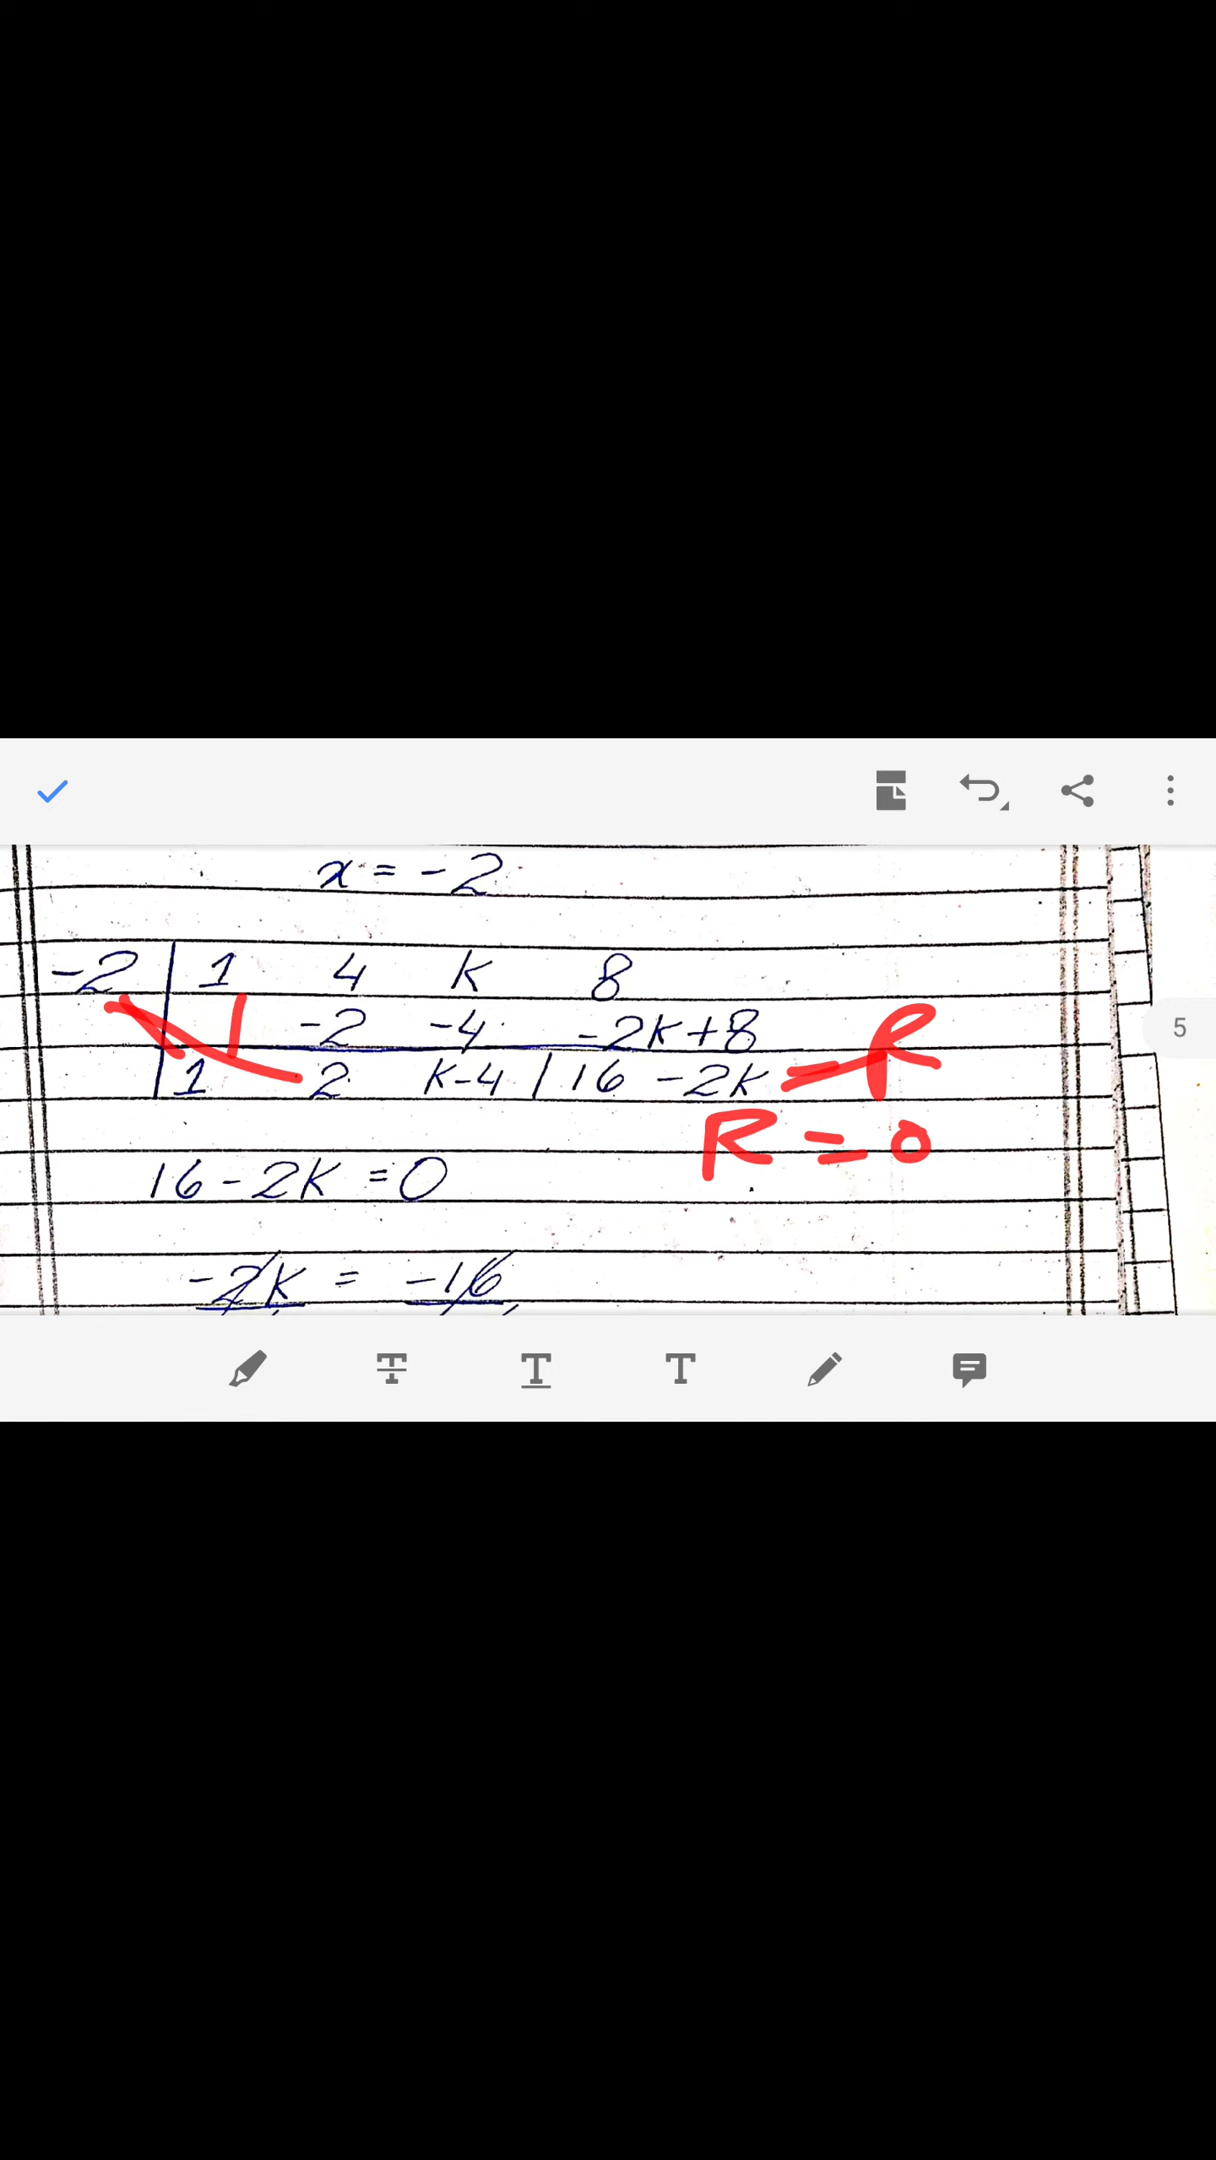 x = -2
5
-2 | 1 4 K 8
-2 -4 -2K+8 = R
1 2 K-4 | 16 -2K
R = 0
16 - 2K = 0
-2K = -16